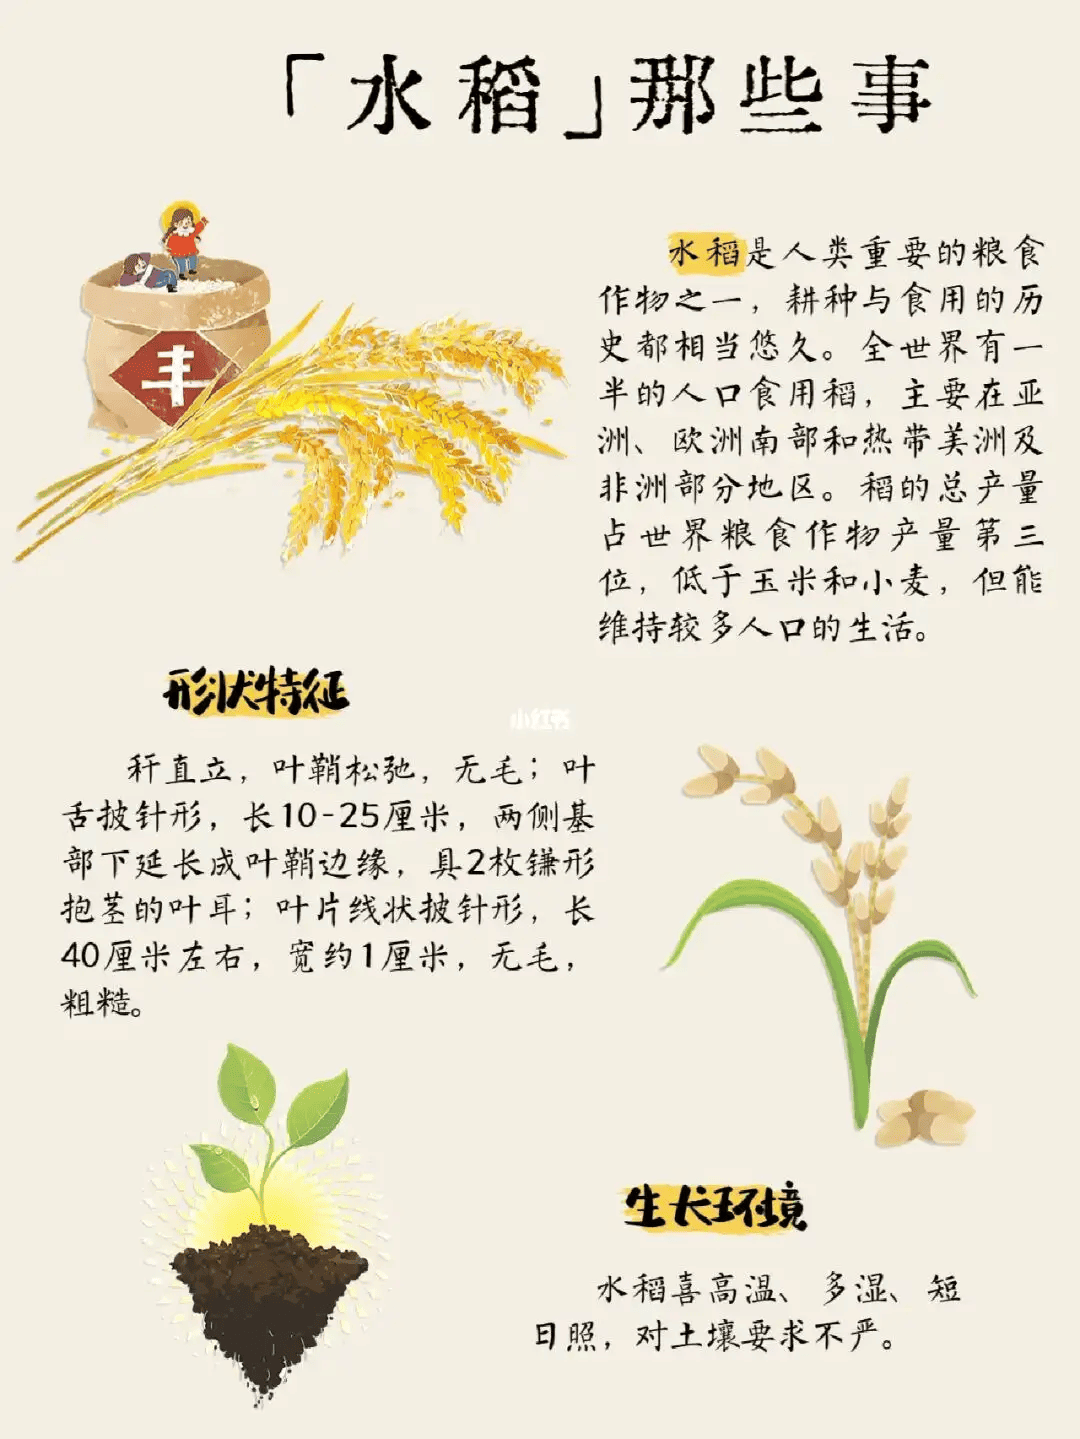 「水稻」那些事
丰
水稻是人类重要的粮食
作物之一，耕种与食用的历
史都相当悠久。全世界有一
半的人口食用稻，主要在亚
洲、欧洲南部和热带美洲及
非洲部分地区。稻的总产量
占世界粮食作物产量第三
位，低于玉米和小麦，但能
维持较多人口的生活。
形状特征
小红书
秆直立，叶鞘松弛，无毛；叶
舌披针形，长10-25厘米，两侧基
部下延长成叶鞘边缘，具2枚镰形
抱茎的叶耳；叶片线状披针形，长
40厘米左右，宽约1厘米，无毛，
粗糙。
生长环境
水稻喜高温、多湿、短
日照，对土壤要求不严。